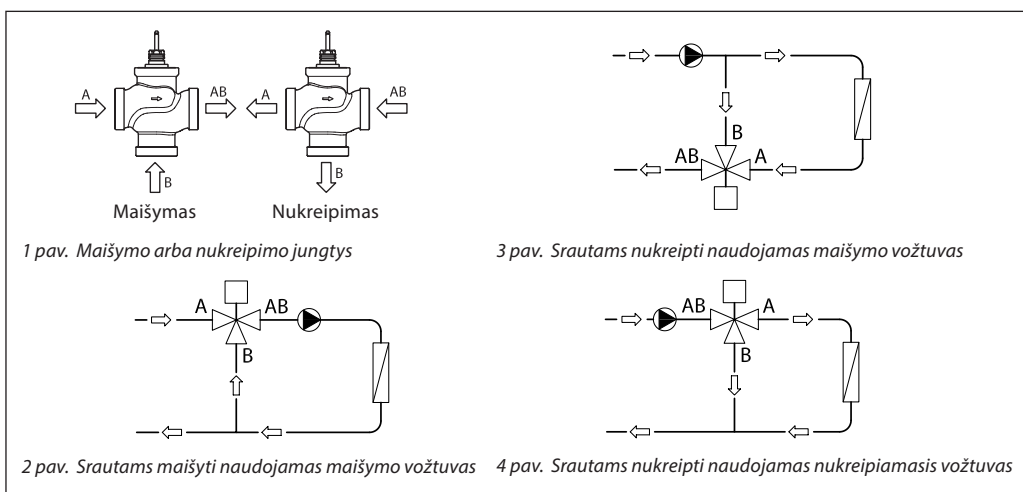 A
AB
B
Maišymas
A
AB
B
Nukreipimas
1 pav. Maišymo arba nukreipimo jungtys
B
AB
A
3 pav. Srautams nukreipti naudojamas maišymo vožtuvas
A
AB
B
2 pav. Srautams maišyti naudojamas maišymo vožtuvas
AB
A
B
4 pav. Srautams nukreipti naudojamas nukreipiamasis vožtuvas